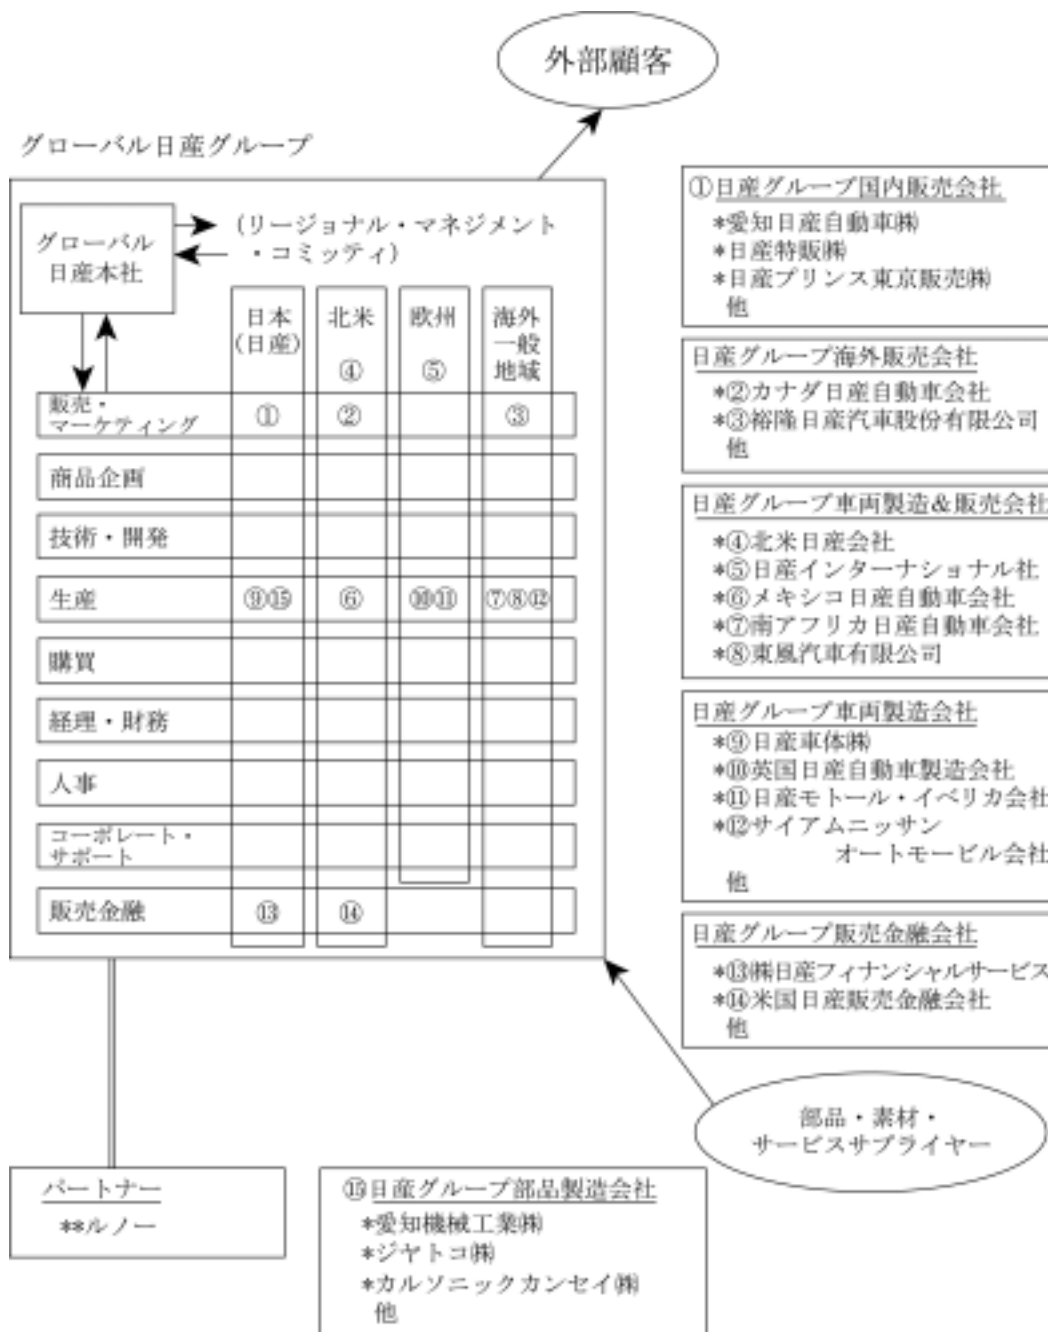 外部顧客
グローバル日産グループ
グローバル
日産本社
(リージョナル・マネジメント
・コミッティ)
日本
(日産)
北米
④
欧州
⑤
海外
一般
地域
販売・
マーケティング
① ② ③
商品企画
技術・開発
生産 ⑨⑮ ⑥ ⑩⑪ ⑦⑧⑫
購買
経理・財務
人事
コーポレート・
サポート
販売金融 ⑬ ⑭
①日産グループ国内販売会社
*愛知日産自動車㈱
*日産特販㈱
*日産プリンス東京販売㈱
他
日産グループ海外販売会社
*②カナダ日産自動車会社
*③裕隆日産汽車股份有限公司
他
日産グループ車両製造&販売会社
*④北米日産会社
*⑤日産インターナショナル社
*⑥メキシコ日産自動車会社
*⑦南アフリカ日産自動車会社
*⑧東風汽車有限公司
日産グループ車両製造会社
*⑨日産車体㈱
*⑩英国日産自動車製造会社
*⑪日産モトール・イベリカ会社
*⑫サイアムニッサン
オートモービル会社
他
日産グループ販売金融会社
*⑬㈱日産フィナンシャルサービス
*⑭米国日産販売金融会社
他
部品・素材・
サービスサプライヤー
パートナー
**ルノー
⑮日産グループ部品製造会社
*愛知機械工業㈱
*ジヤトコ㈱
*カルソニックカンセイ㈱
他